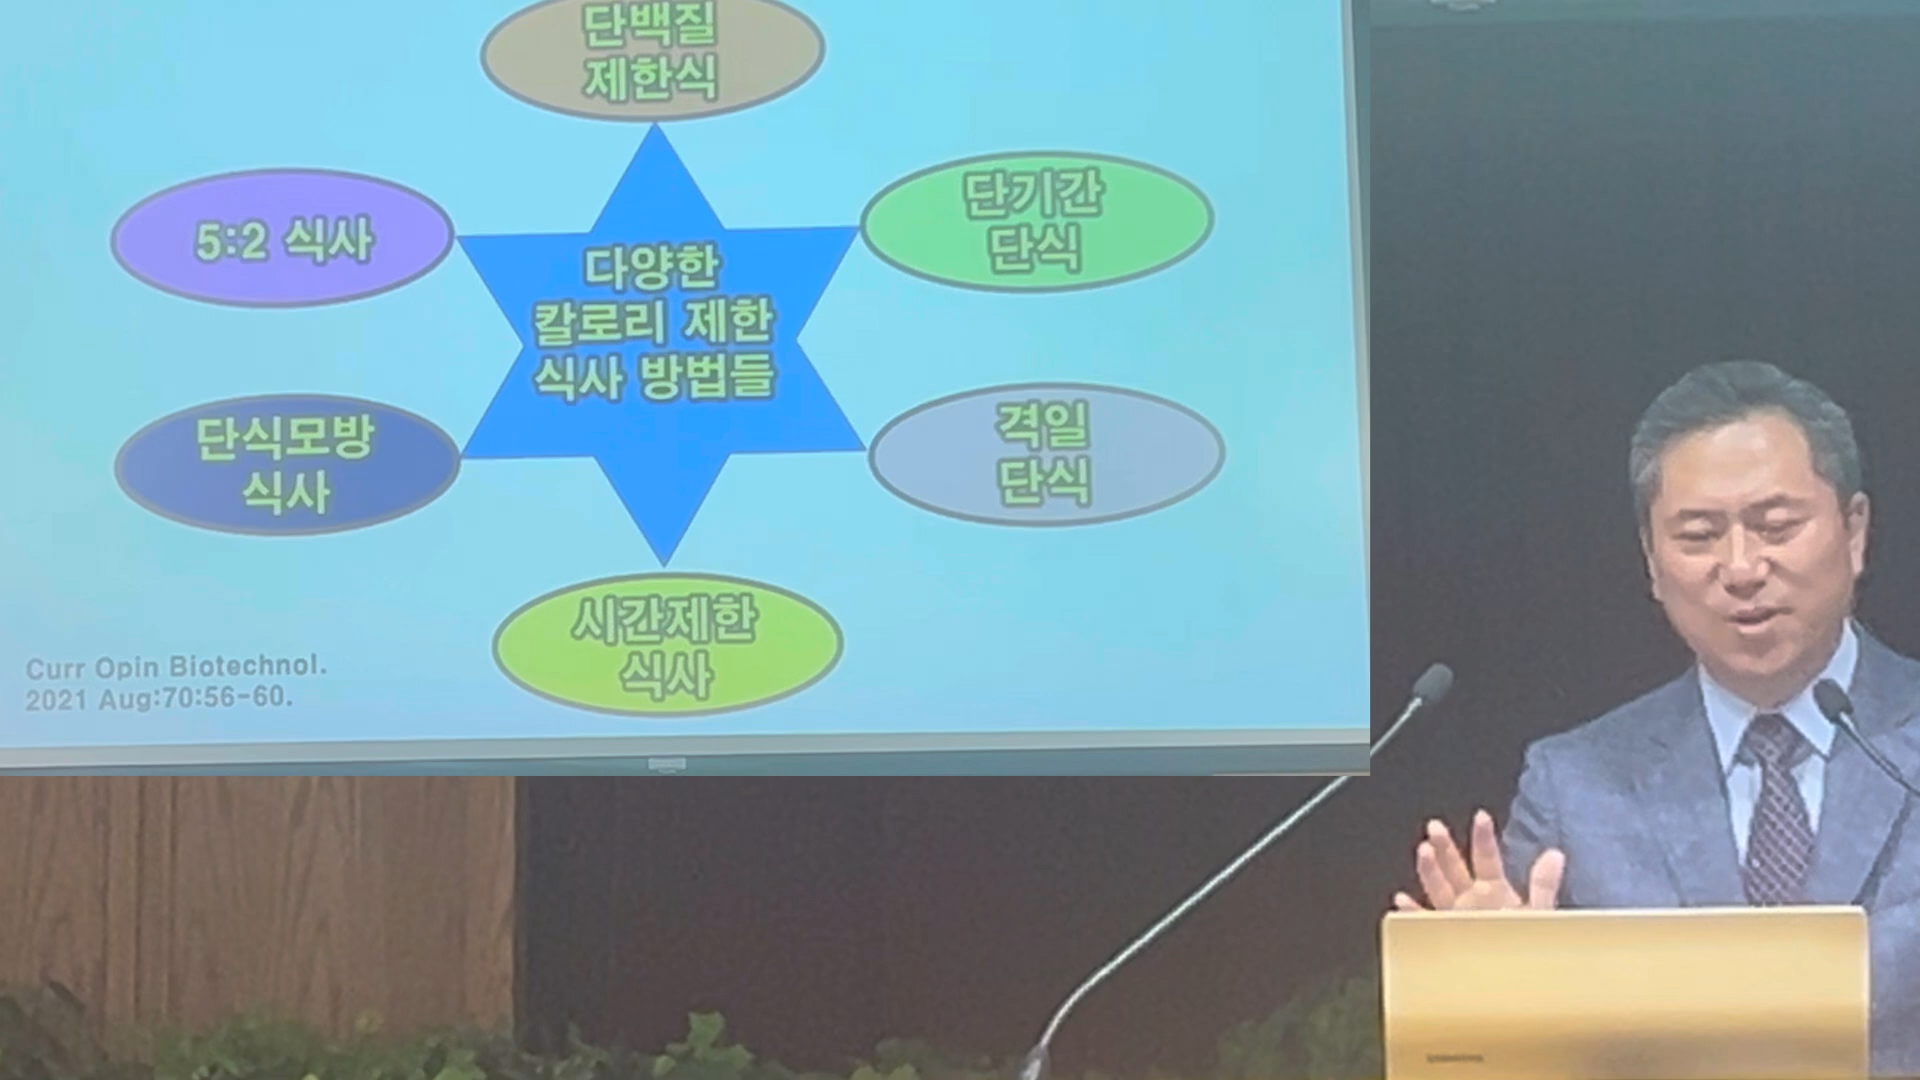 단백질
제한식
5:2 식사
단기간
단식
다양한
칼로리 제한
식사 방법들
단식모방
식사
격일
단식
시간제한
식사
Curr Opin Biotechnol.
2021 Aug:70:56-60.